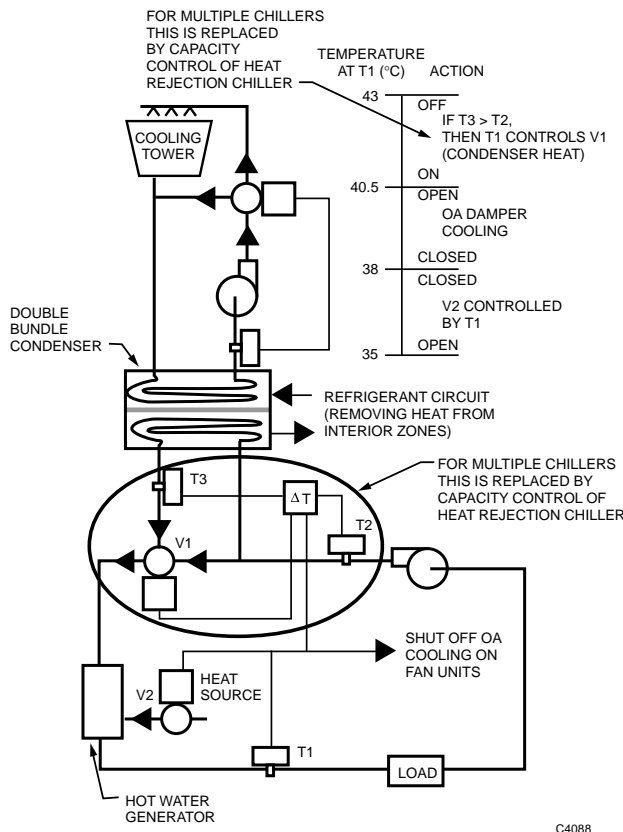 FOR MULTIPLE CHILLERS
THIS IS REPLACED
BY CAPACITY
CONTROL OF HEAT
REJECTION CHILLER
TEMPERATURE
AT T1 (°C)
ACTION
43
OFF
IF T3 > T2,
THEN T1 CONTROLS V1
(CONDENSER HEAT)
ON
40.5
OPEN
OA DAMPER
COOLING
CLOSED
38
CLOSED
V2 CONTROLLED
BY T1
OPEN
35
COOLING
TOWER
DOUBLE
BUNDLE
CONDENSER
REFRIGERANT CIRCUIT
(REMOVING HEAT FROM
INTERIOR ZONES)
FOR MULTIPLE CHILLERS
THIS IS REPLACED BY
CAPACITY CONTROL OF
HEAT REJECTION CHILLER
T3
Δ T
T2
V1
SHUT OFF OA
COOLING ON
FAN UNITS
HEAT
SOURCE
V2
T1
LOAD
HOT WATER
GENERATOR
C4088